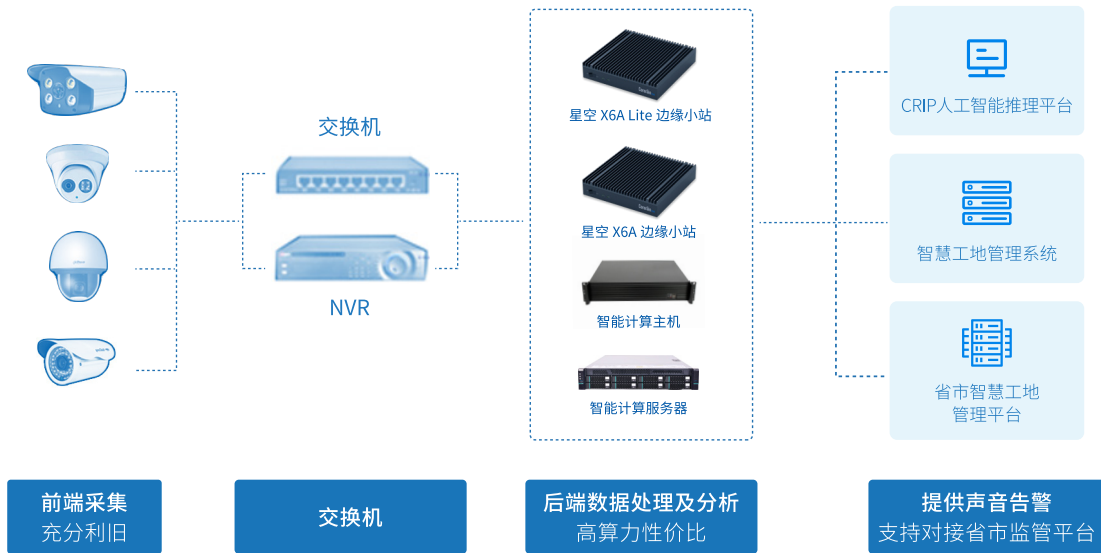 交换机
NVR
星空 X6A Lite 边缘小站
星空 X6A 边缘小站
智能计算主机
智能计算服务器
CRIP人工智能推理平台
智慧工地管理系统
省市智慧工地
管理平台
前端采集
充分利旧
交换机
后端数据处理及分析
高算力性价比
提供声音告警
支持对接省市监管平台